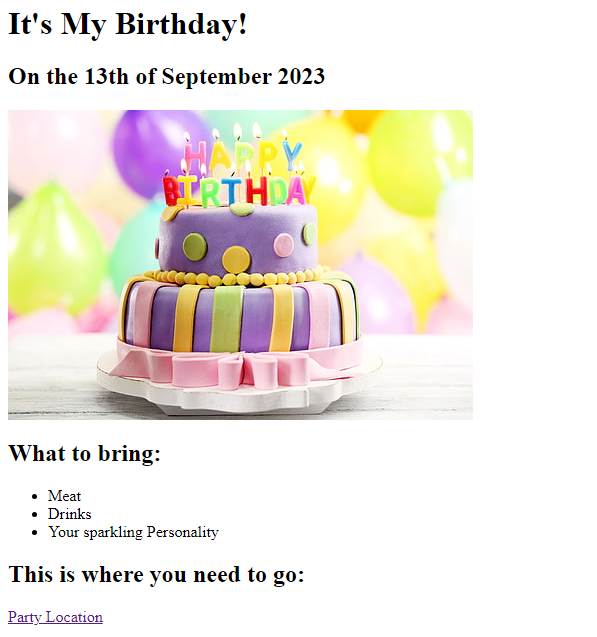 It's My Birthday!
On the 13th of September 2023
HAPPY
BIRTHDAY
What to bring:
Meat
Drinks
Your sparkling Personality
This is where you need to go:
Party Location